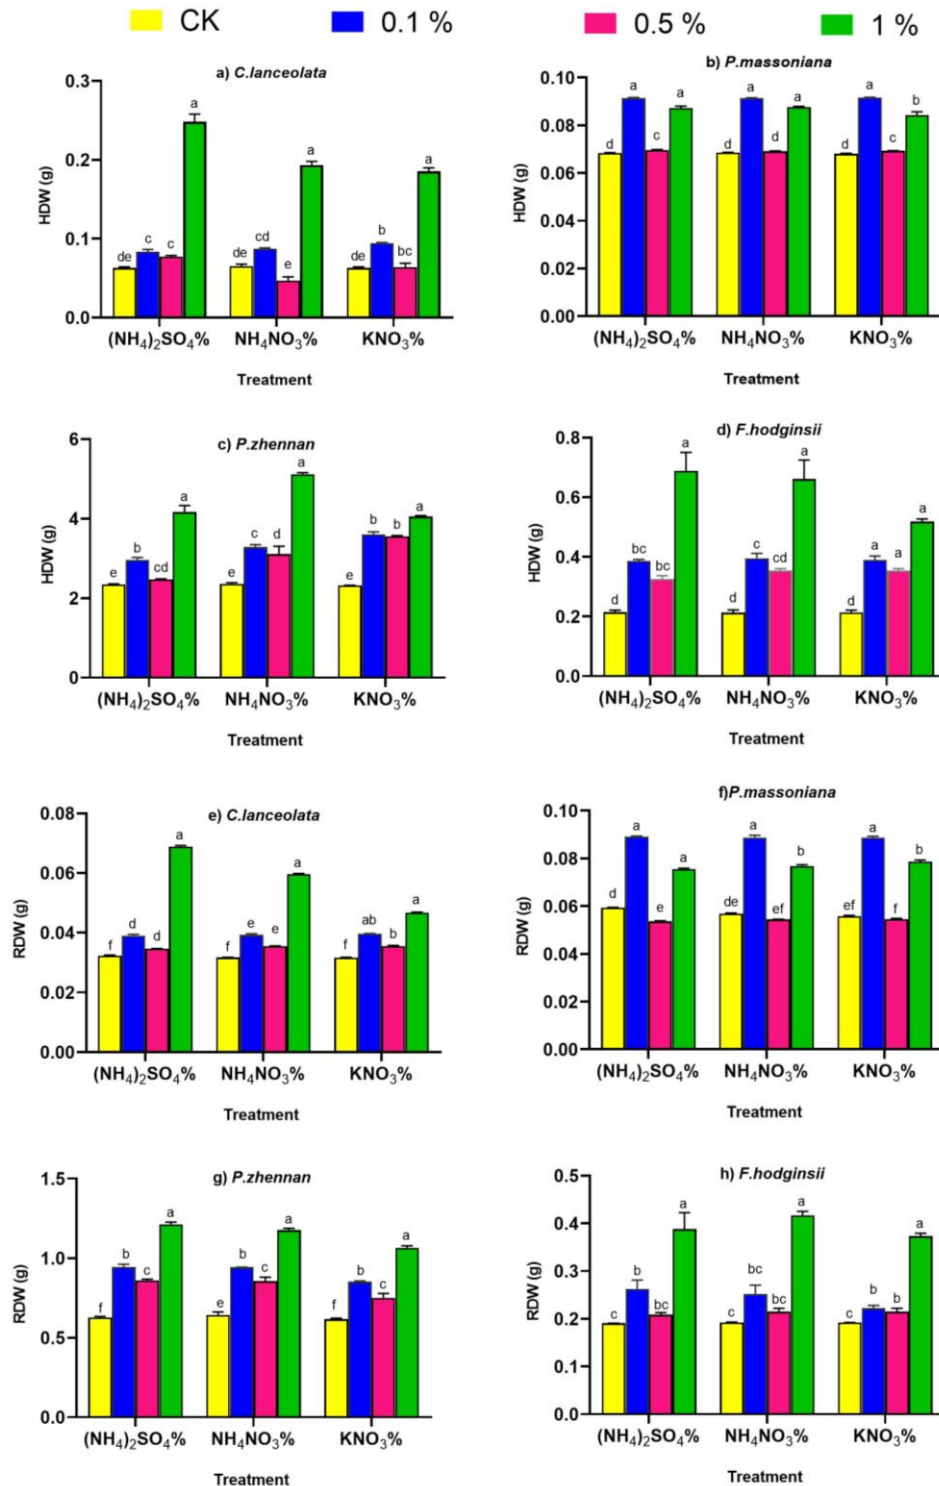 CK 0.1 % 0.5 % 1 %
a) C.lanceolata
HDW (g)
0.3
0.2
0.1
0.0
a
a
a
de c c
de cd e
de b bc
(NH₄)₂SO₄% NH₄NO₃% KNO₃%
Treatment
b) P.massoniana
HDW (g)
0.10
0.08
0.06
0.04
0.02
0.00
d a c a
d a d a
d a c b
(NH₄)₂SO₄% NH₄NO₃% KNO₃%
Treatment
c) P.zhennan
HDW (g)
6
4
2
0
e b cd a
e c d a
e b b a
(NH₄)₂SO₄% NH₄NO₃% KNO₃%
Treatment
d) F.hodginsii
HDW (g)
0.8
0.6
0.4
0.2
0.0
d bc bc a
d c cd a
d a a a
(NH₄)₂SO₄% NH₄NO₃% KNO₃%
Treatment
e) C.lanceolata
RDW (g)
0.08
0.06
0.04
0.02
0.00
f d d a
f e e a
f ab b a
(NH₄)₂SO₄% NH₄NO₃% KNO₃%
Treatment
f)P.massoniana
RDW (g)
0.10
0.08
0.06
0.04
0.02
0.00
d a e a
de a ef b
ef a f b
(NH₄)₂SO₄% NH₄NO₃% KNO₃%
Treatment
g) P.zhennan
RDW (g)
1.5
1.0
0.5
0.0
f b c a
e b c a
f b c a
(NH₄)₂SO₄% NH₄NO₃% KNO₃%
Treatment
h) F.hodginsii
RDW (g)
0.5
0.4
0.3
0.2
0.1
0.0
c b bc a
c bc bc a
c b b a
(NH₄)₂SO₄% NH₄NO₃% KNO₃%
Treatment